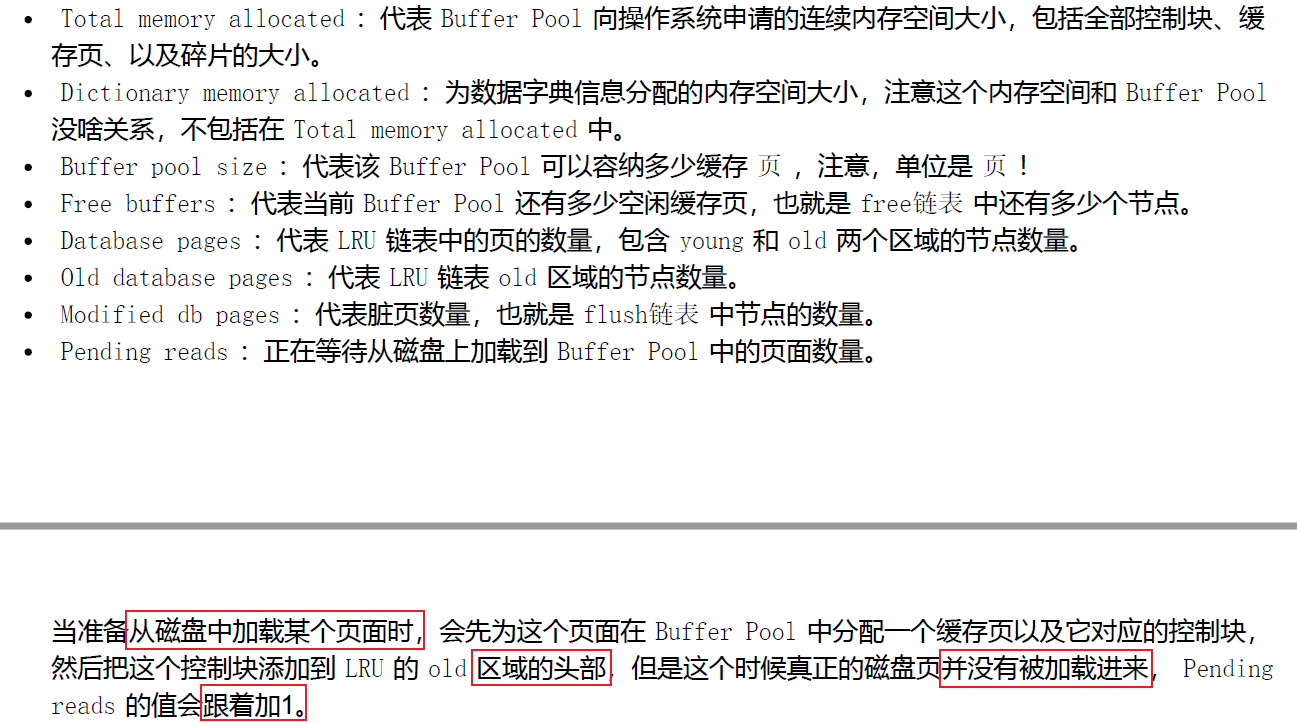 • Total memory allocated ：代表 Buffer Pool 向操作系统申请的连续内存空间大小，包括全部控制块、缓
存页、以及碎片的大小。
• Dictionary memory allocated ：为数据字典信息分配的内存空间大小，注意这个内存空间和 Buffer Pool
没啥关系，不包括在 Total memory allocated 中。
• Buffer pool size ：代表该 Buffer Pool 可以容纳多少缓存 页 ，注意，单位是 页 ！
• Free buffers ：代表当前 Buffer Pool 还有多少空闲缓存页，也就是 free链表 中还有多少个节点。
• Database pages ：代表 LRU 链表中的页的数量，包含 young 和 old 两个区域的节点数量。
• Old database pages ：代表 LRU 链表 old 区域的节点数量。
• Modified db pages ：代表脏页数量，也就是 flush链表 中节点的数量。
• Pending reads ：正在等待从磁盘上加载到 Buffer Pool 中的页面数量。
当准备从磁盘中加载某个页面时，会先为这个页面在 Buffer Pool 中分配一个缓存页以及它对应的控制块，
然后把这个控制块添加到 LRU 的 old 区域的头部，但是这个时候真正的磁盘页并没有被加载进来， Pending
reads 的值会跟着加1。